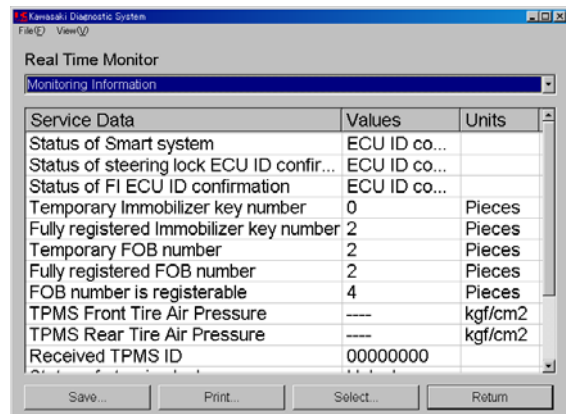 Kawasaki Diagnostic System
File(F) View(V)
Real Time Monitor
Monitoring Information
Service Data Values Units
Status of Smart system ECU ID co...
Status of steering lock ECU ID confir... ECU ID co...
Status of FI ECU ID confirmation ECU ID co...
Temporary Immobilizer key number 0 Pieces
Fully registered Immobilizer key number 2 Pieces
Temporary FOB number 2 Pieces
Fully registered FOB number 2 Pieces
FOB number is registerable 4 Pieces
TPMS Front Tire Air Pressure ---- kgf/cm2
TPMS Rear Tire Air Pressure ---- kgf/cm2
Received TPMS ID 00000000
Save... Print... Select... Return